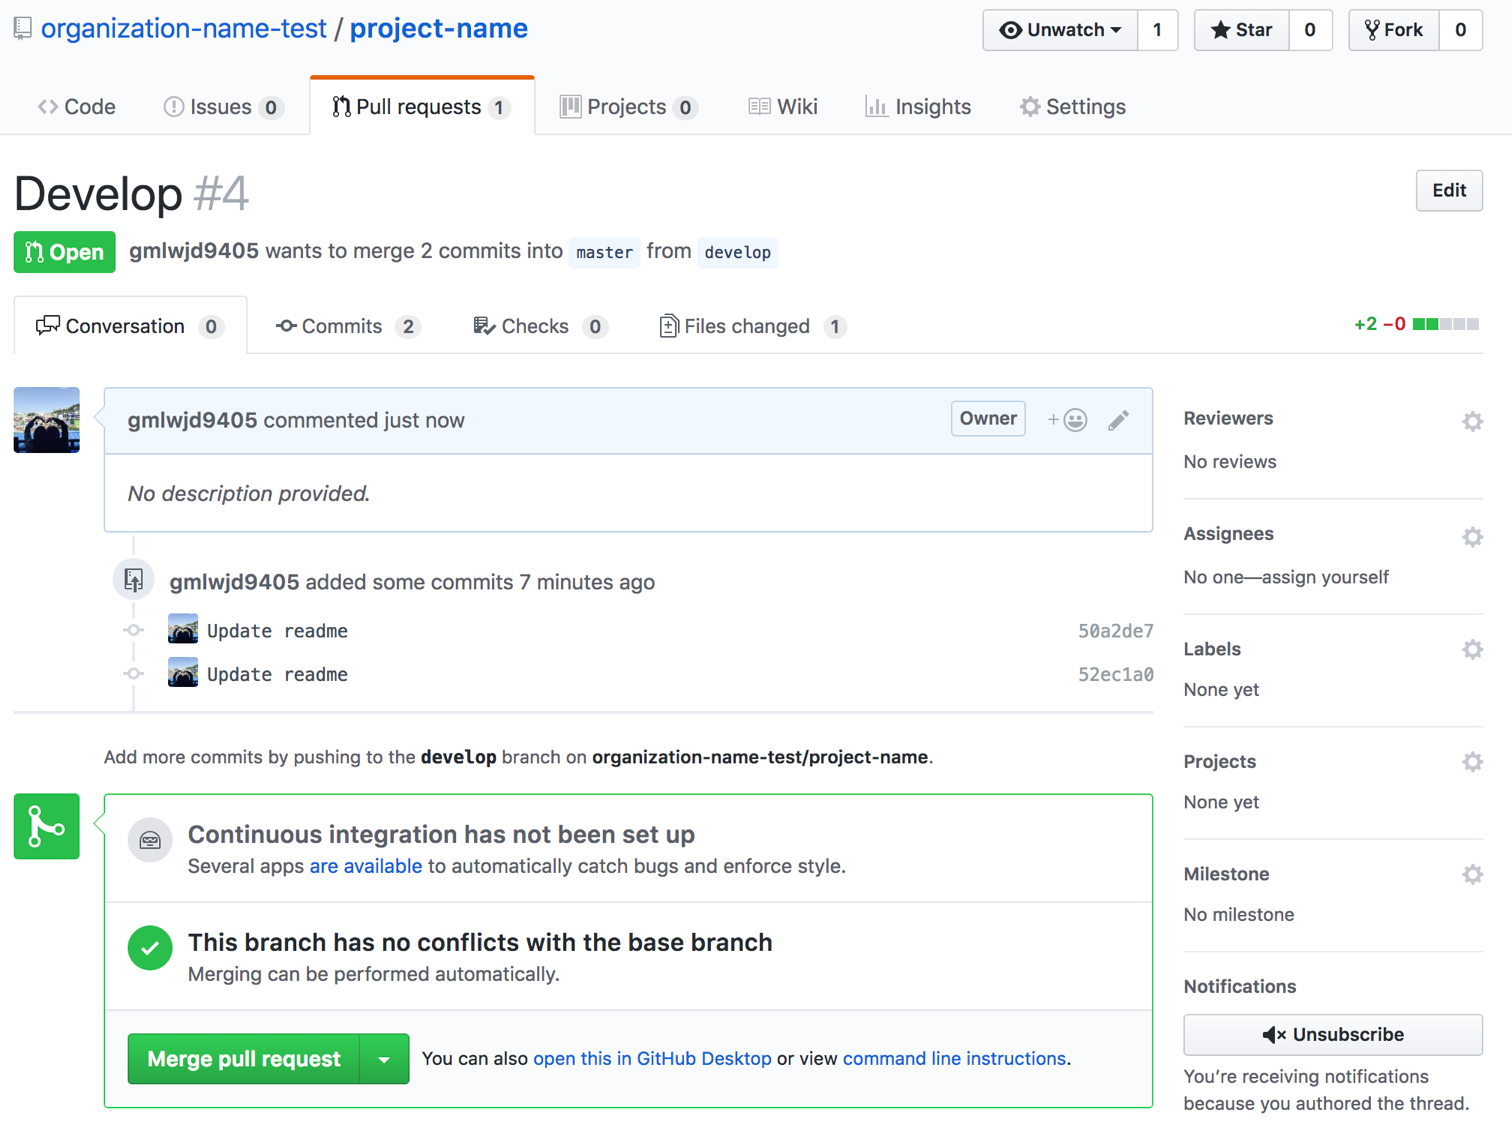 organization-name-test / project-name
Unwatch 1 Star 0 Fork 0
Code Issues 0 Pull requests 1 Projects 0 Wiki Insights Settings
Develop #4
Edit
Open gmlwjd9405 wants to merge 2 commits into master from develop
Conversation 0 Commits 2 Checks 0 Files changed 1 +2 −0
gmlwjd9405 commented just now Owner +
No description provided.
gmlwjd9405 added some commits 7 minutes ago
Update readme 50a2de7
Update readme 52ec1a0
Add more commits by pushing to the develop branch on organization-name-test/project-name.
Continuous integration has not been set up
Several apps are available to automatically catch bugs and enforce style.
This branch has no conflicts with the base branch
Merging can be performed automatically.
Merge pull request You can also open this in GitHub Desktop or view command line instructions.
Reviewers
No reviews
Assignees
No one—assign yourself
Labels
None yet
Projects
None yet
Milestone
No milestone
Notifications
Unsubscribe
You’re receiving notifications
because you authored the thread.